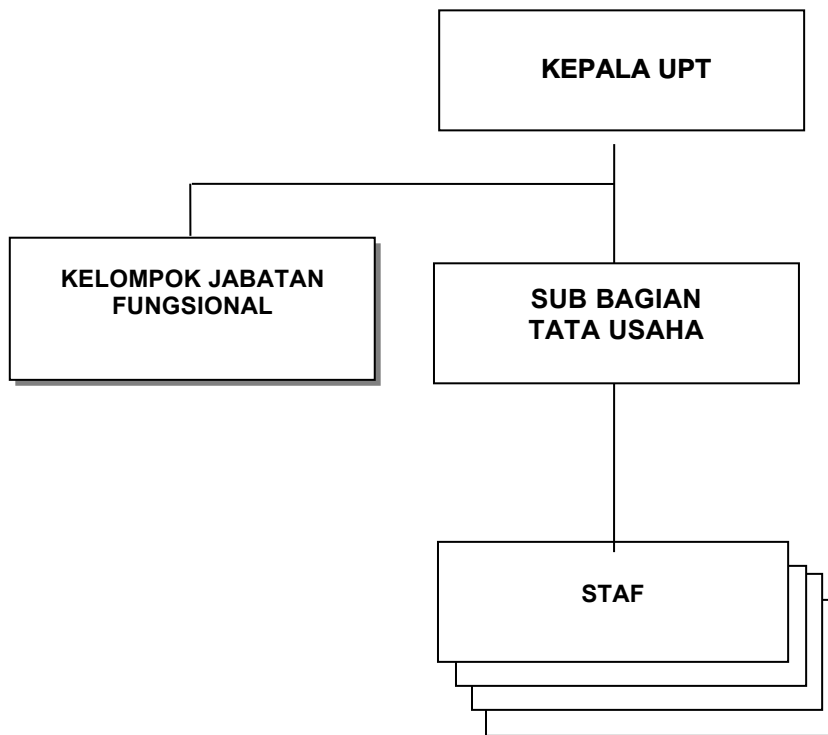 KEPALA UPT
KELOMPOK JABATAN
FUNGSIONAL
SUB BAGIAN
TATA USAHA
STAF